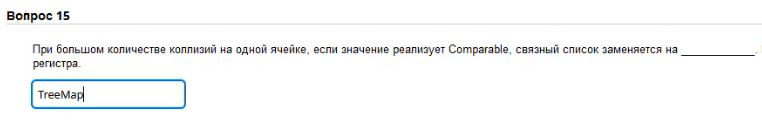 Вопрос 15
При большом количестве коллизий на одной ячейке, если значение реализует Comparable, связный список заменяется на ____________.
регистра.
TreeMap